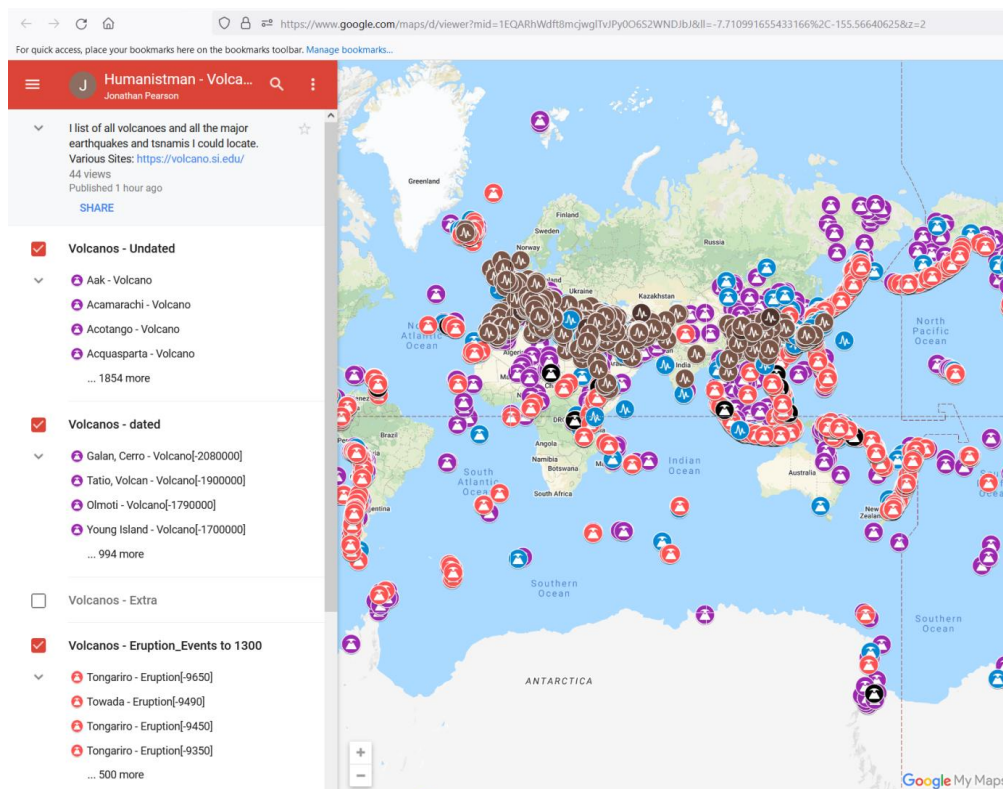 https://www.google.com/maps/d/viewer?mid=1EQARhWdft8mcjwglTvJPy0O6S2WNDJbJ&ll=-7.710991655433166%2C-155.56640625&z=2
For quick access, place your bookmarks here on the bookmarks toolbar. Manage bookmarks...
J
Humanistman - Volca...
Jonathan Pearson
I list of all volcanoes and all the major
earthquakes and tsnamis I could locate.
Various Sites: https://volcano.si.edu/
44 views
Published 1 hour ago
SHARE
Volcanos - Undated
Aak - Volcano
Acamarachi - Volcano
Acotango - Volcano
Acquasparta - Volcano
... 1854 more
Volcanos - dated
Galan, Cerro - Volcano[-2080000]
Tatio, Volcan - Volcano[-1900000]
Olmoti - Volcano[-1790000]
Young Island - Volcano[-1700000]
... 994 more
Volcanos - Extra
Volcanos - Eruption_Events to 1300
Tongariro - Eruption[-9650]
Towada - Eruption[-9490]
Tongariro - Eruption[-9450]
Tongariro - Eruption[-9350]
... 500 more
Greenland
Finland
Sweden
Norway
Russia
Ukraine
Kazakhstan
Atlantic
Ocean
North
Pacific
Ocean
India
Brazil
Angola
Namibia
Botswana
South Africa
South
Atlantic
Indian
Ocean
Australia
New
Zealand
Southern
Ocean
Southern
Ocean
ANTARCTICA
+
−
Google My Maps